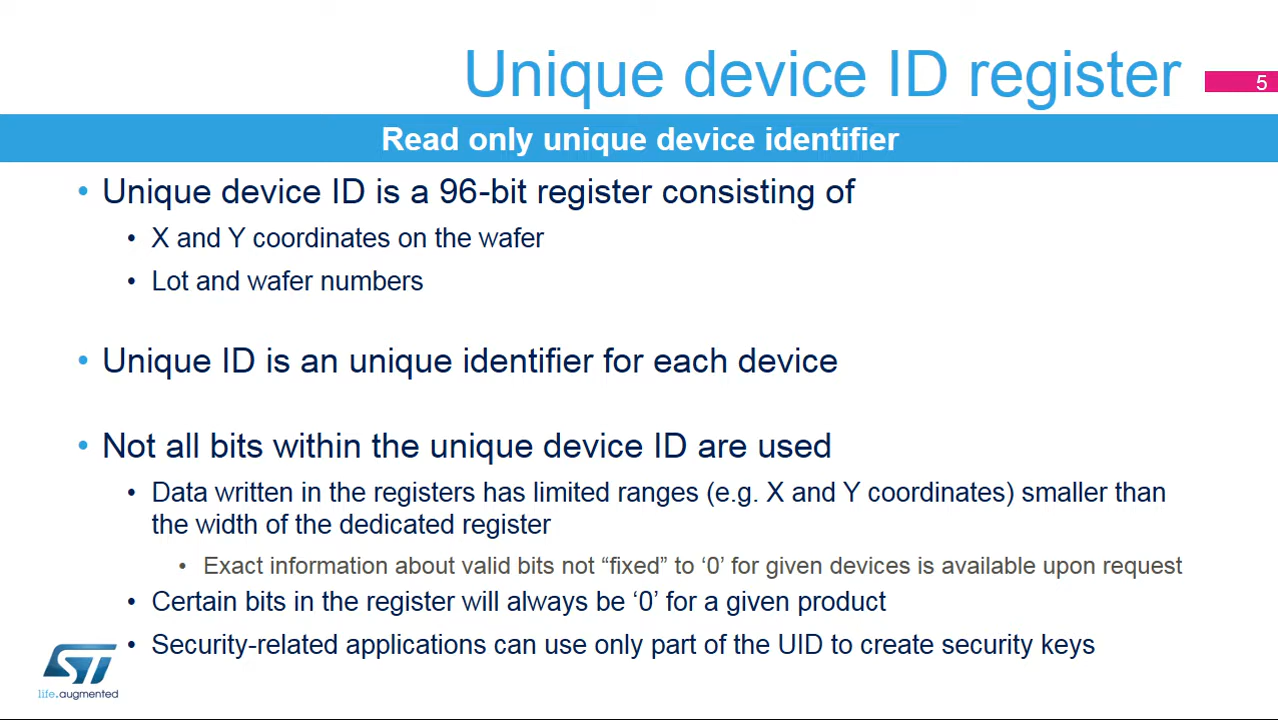 Unique device ID register
5
Read only unique device identifier
• Unique device ID is a 96-bit register consisting of
• X and Y coordinates on the wafer
• Lot and wafer numbers
• Unique ID is an unique identifier for each device
• Not all bits within the unique device ID are used
• Data written in the registers has limited ranges (e.g. X and Y coordinates) smaller than
the width of the dedicated register
• Exact information about valid bits not “fixed” to ‘0’ for given devices is available upon request
• Certain bits in the register will always be ‘0’ for a given product
• Security-related applications can use only part of the UID to create security keys
ST
life.augmented